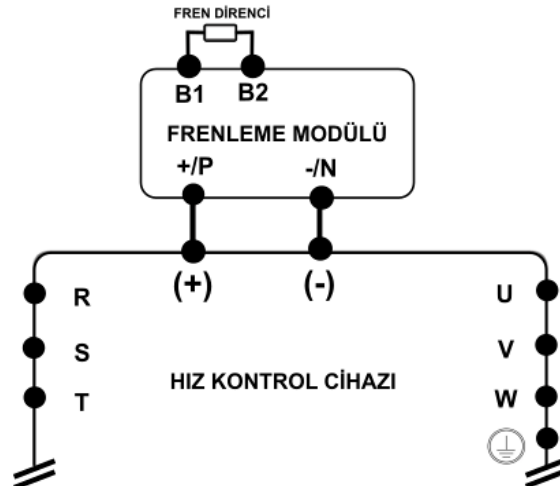 FREN DİRENCİ
B1 B2
FRENLEME MODÜLÜ
+/P -/N
(+) (-)
R U
S V
HIZ KONTROL CİHAZI
T W